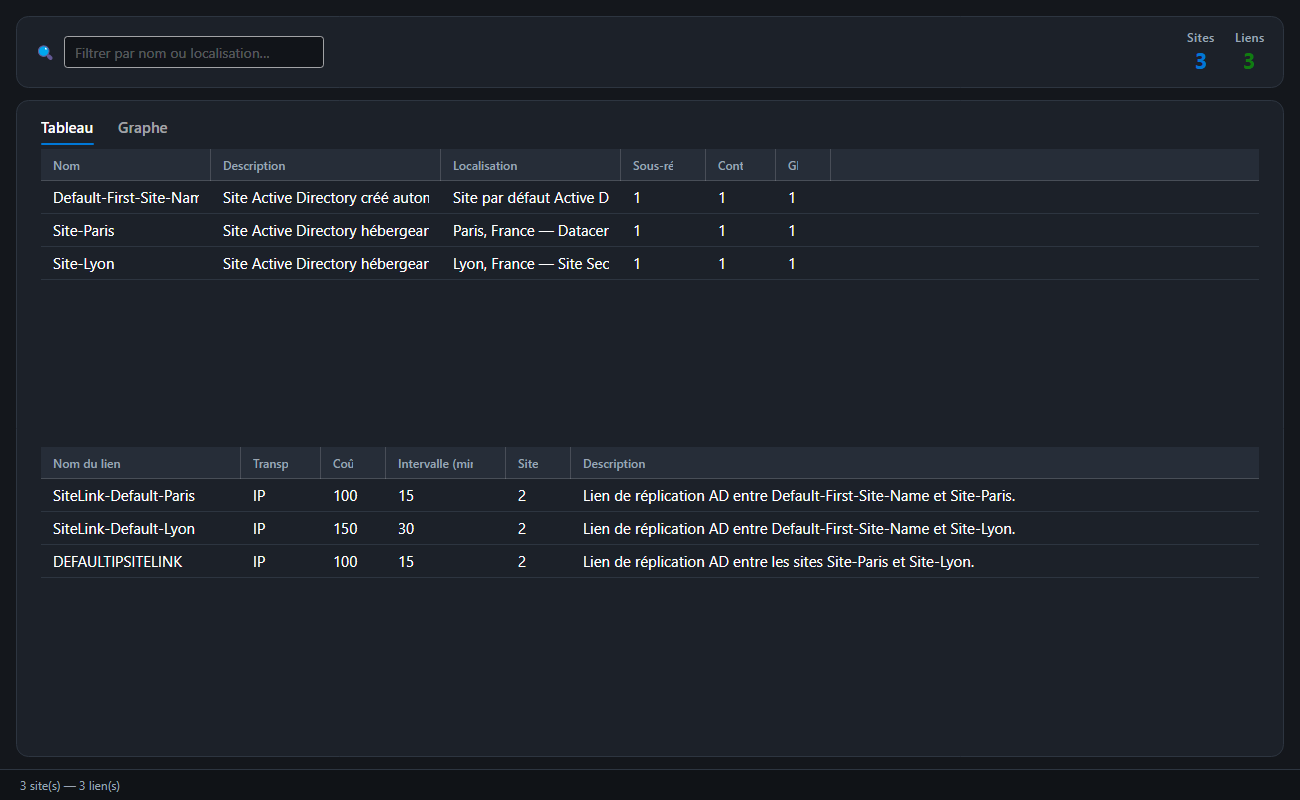 Filtrer par nom ou localisation...
Sites Liens
3 3
Tableau Graphe
Nom Description Localisation Sous-ré Cont Gl
Default-First-Site-Nam Site Active Directory créé auton Site par défaut Active D 1 1 1
Site-Paris Site Active Directory hébergear Paris, France — Datacer 1 1 1
Site-Lyon Site Active Directory hébergear Lyon, France — Site Sec 1 1 1
Nom du lien Transp Coû Intervalle (min Site Description
SiteLink-Default-Paris IP 100 15 2 Lien de réplication AD entre Default-First-Site-Name et Site-Paris.
SiteLink-Default-Lyon IP 150 30 2 Lien de réplication AD entre Default-First-Site-Name et Site-Lyon.
DEFAULTIPSITELINK IP 100 15 2 Lien de réplication AD entre les sites Site-Paris et Site-Lyon.
3 site(s) — 3 lien(s)